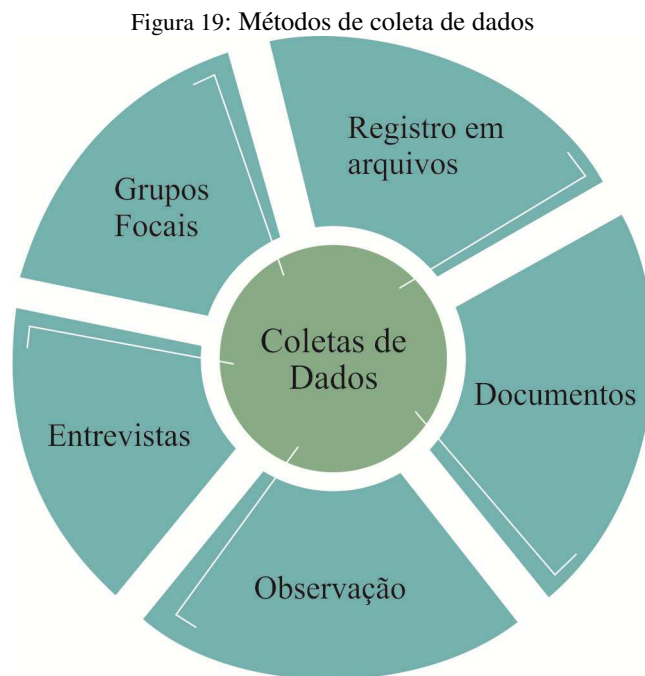 Figura 19: Métodos de coleta de dados
Registro em
arquivos
Grupos
Focais
Coletas de
Dados
Documentos
Entrevistas
Observação